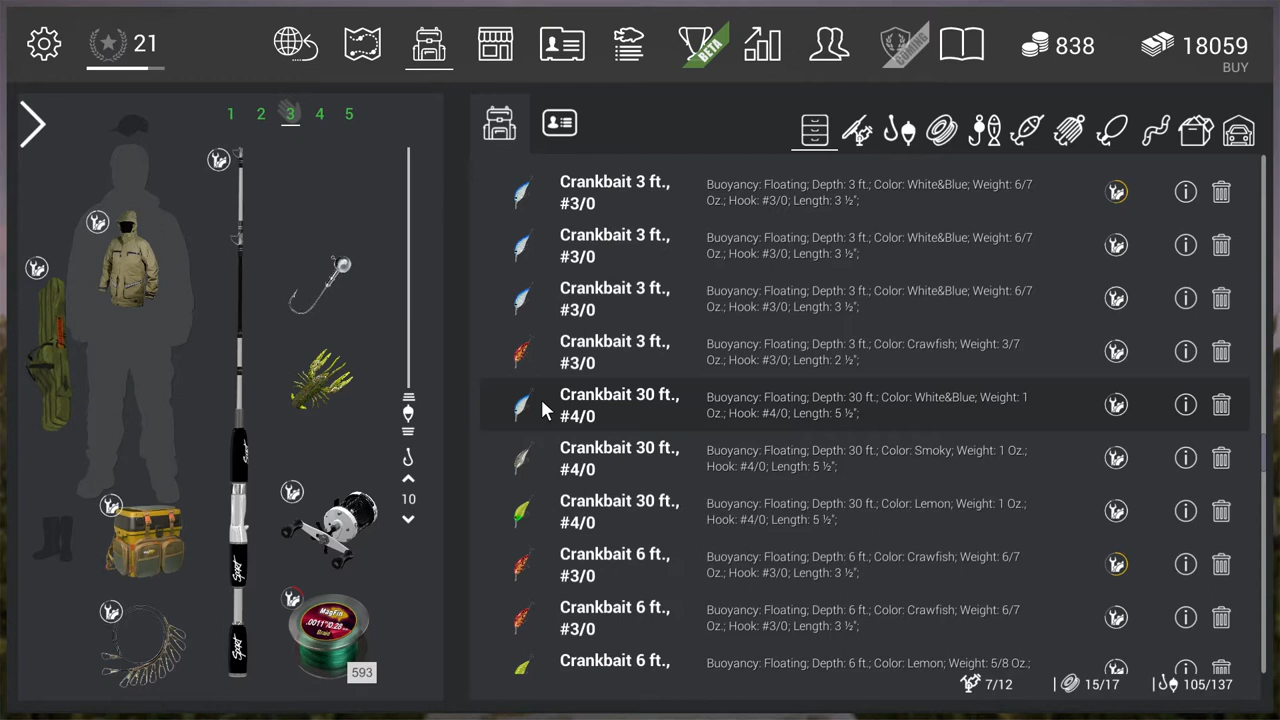 21
BETA
COMING
838
18059
BUY
1 2 3 4 5
Crankbait 3 ft.,
#3/0
Buoyancy: Floating; Depth: 3 ft.; Color: White&Blue; Weight: 6/7
Oz.; Hook: #3/0; Length: 3 ½";
Crankbait 3 ft.,
#3/0
Buoyancy: Floating; Depth: 3 ft.; Color: White&Blue; Weight: 6/7
Oz.; Hook: #3/0; Length: 3 ½";
Crankbait 3 ft.,
#3/0
Buoyancy: Floating; Depth: 3 ft.; Color: White&Blue; Weight: 6/7
Oz.; Hook: #3/0; Length: 3 ½";
Crankbait 3 ft.,
#3/0
Buoyancy: Floating; Depth: 3 ft.; Color: Crawfish; Weight: 3/7
Oz.; Hook: #3/0; Length: 2 ½";
Crankbait 30 ft.,
#4/0
Buoyancy: Floating; Depth: 30 ft.; Color: White&Blue; Weight: 1
Oz.; Hook: #4/0; Length: 5 ½";
Crankbait 30 ft.,
#4/0
Buoyancy: Floating; Depth: 30 ft.; Color: Smoky; Weight: 1 Oz.;
Hook: #4/0; Length: 5 ½";
Crankbait 30 ft.,
#4/0
Buoyancy: Floating; Depth: 30 ft.; Color: Lemon; Weight: 1 Oz.;
Hook: #4/0; Length: 5 ½";
Crankbait 6 ft.,
#3/0
Buoyancy: Floating; Depth: 6 ft.; Color: Crawfish; Weight: 6/7
Oz.; Hook: #3/0; Length: 3 ½";
Crankbait 6 ft.,
#3/0
Buoyancy: Floating; Depth: 6 ft.; Color: Crawfish; Weight: 6/7
Oz.; Hook: #3/0; Length: 3 ½";
Crankbait 6 ft.,
Buoyancy: Floating; Depth: 6 ft.; Color: Lemon; Weight: 5/8 Oz.;
10
Sport
Sport
MagFin
.0011"/0.28 mm
Braid
593
7/12
15/17
105/137